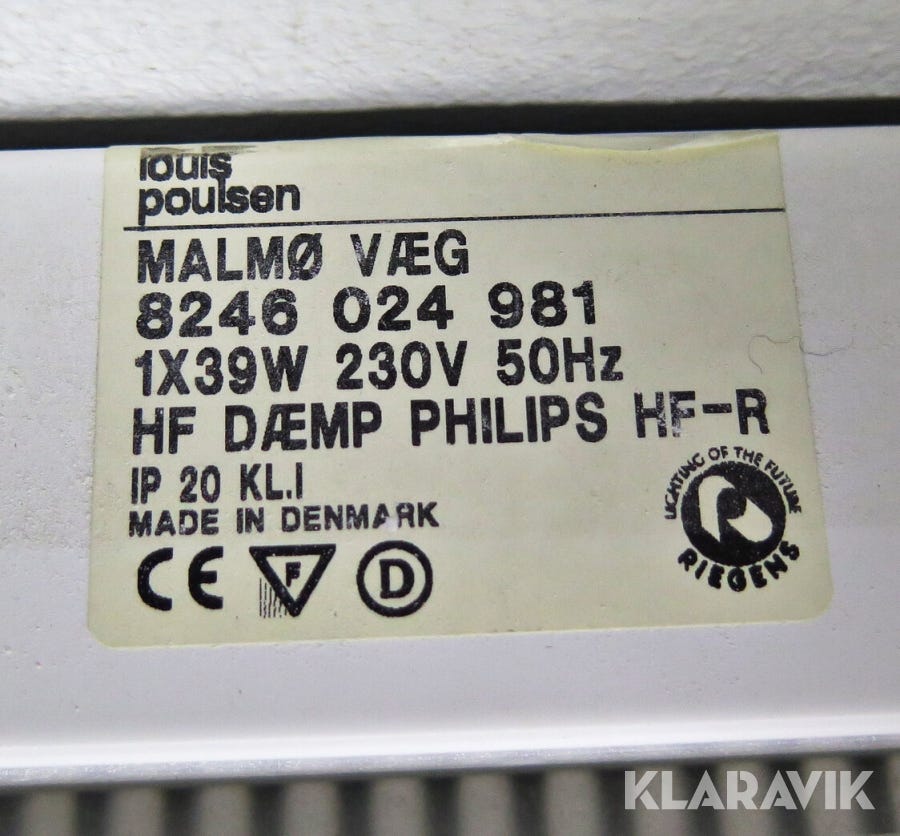 louis
poulsen
MALMØ VÆG
8246 024 981
1X39W 230V 50Hz
HF DÆMP PHILIPS HF-R
IP 20 KL.I
MADE IN DENMARK
CE F D
LIGHTING OF THE FUTURE
R
RIEGENS
KLARAVIK